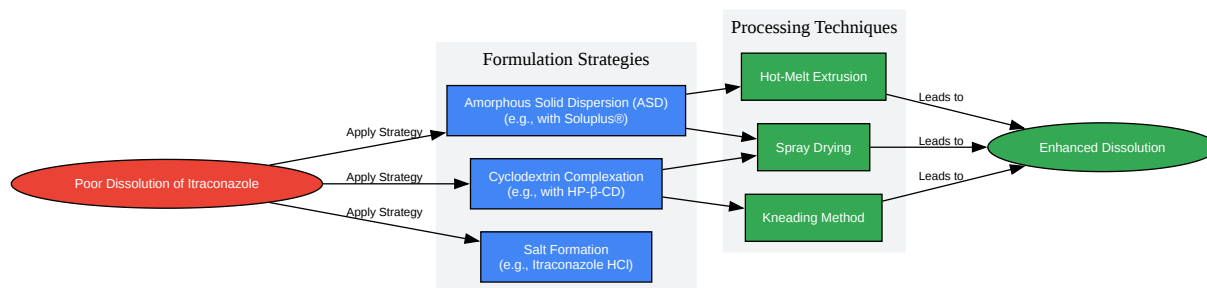 Processing Techniques
Formulation Strategies
Hot-Melt Extrusion
Amorphous Solid Dispersion (ASD)
(e.g., with Soluplus®)
Leads to
Apply Strategy
Spray Drying
Leads to
Enhanced Dissolution
Poor Dissolution of Itraconazole
Apply Strategy
Cyclodextrin Complexation
(e.g., with HP-β-CD)
Leads to
Apply Strategy
Kneading Method
Salt Formation
(e.g., Itraconazole HCl)